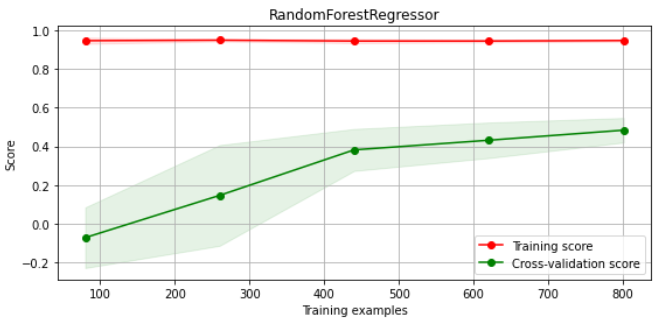 RandomForestRegressor
1.0
0.8
0.6
0.4
0.2
0.0
−0.2
Score
Training score
Cross-validation score
100 200 300 400 500 600 700 800
Training examples